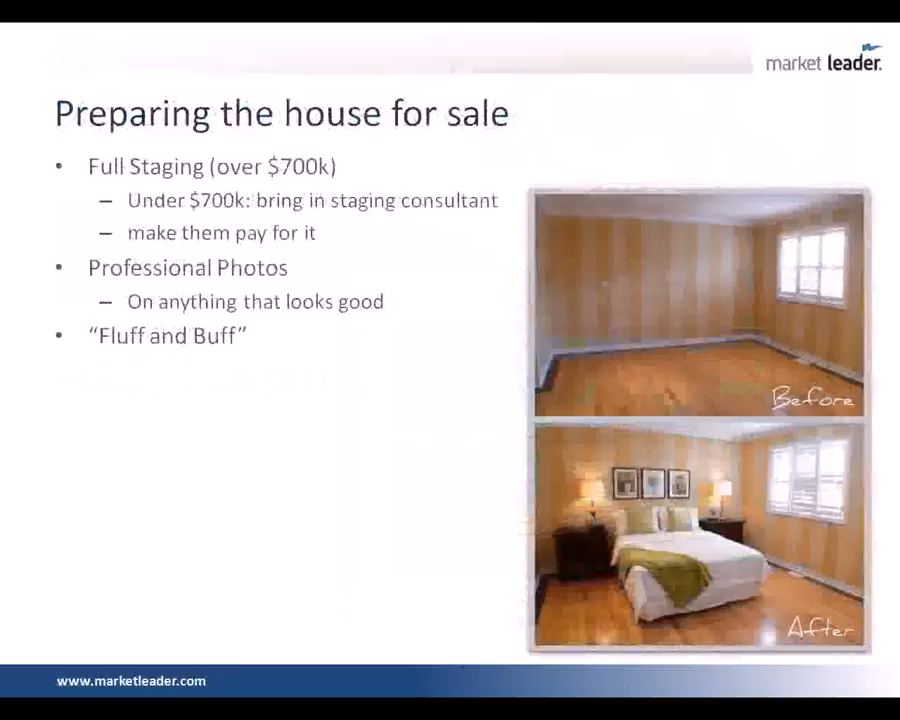 market leader.
Preparing the house for sale
• Full Staging (over $700k)
– Under $700k: bring in staging consultant
– make them pay for it
• Professional Photos
– On anything that looks good
• “Fluff and Buff”
Before
After
www.marketleader.com